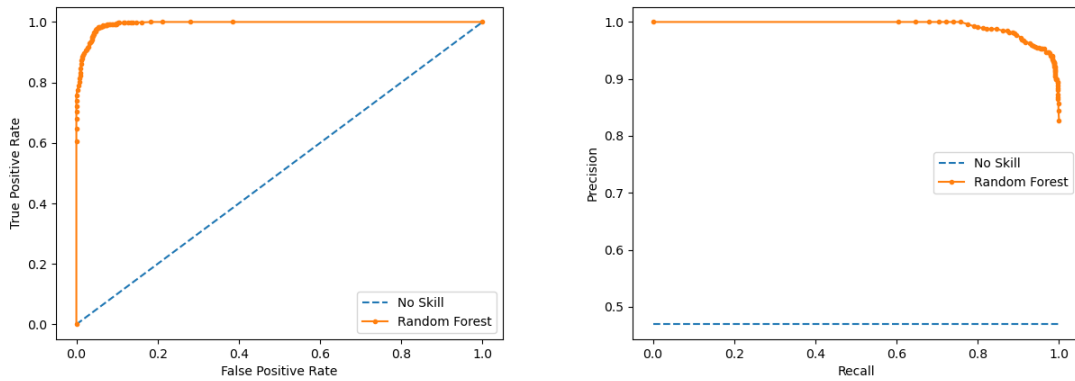 1.0
0.8
0.6
0.4
0.2
0.0
True Positive Rate
0.0 0.2 0.4 0.6 0.8 1.0
False Positive Rate
No Skill
Random Forest
1.0
0.9
0.8
0.7
0.6
0.5
Precision
0.0 0.2 0.4 0.6 0.8 1.0
Recall
No Skill
Random Forest